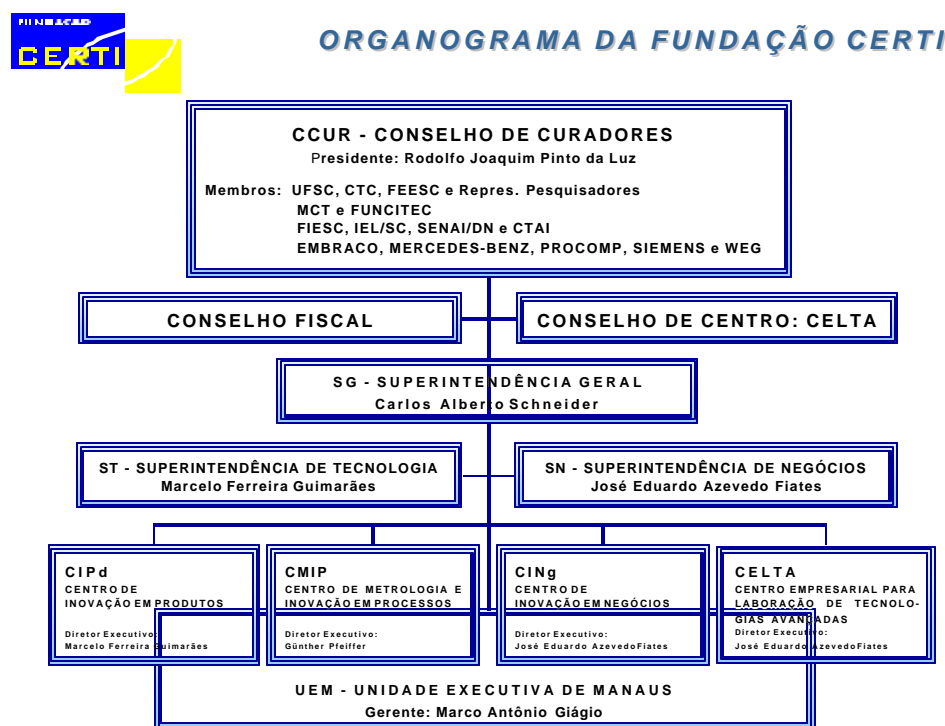 FUNDAÇÃO
CERTI
ORGANOGRAMA DA FUNDAÇÃO CERTI
CCUR - CONSELHO DE CURADORES
Presidente: Rodolfo Joaquim Pinto da Luz
Membros: UFSC, CTC, FEESC e Repres. Pesquisadores
MCT e FUNCITEC
FIESC, IEL/SC, SENAI/DN e CTAI
EMBRACO, MERCEDES-BENZ, PROCOMP, SIEMENS e WEG
CONSELHO FISCAL
CONSELHO DE CENTRO: CELTA
SG - SUPERINTENDÊNCIA GERAL
Carlos Alberto Schneider
ST - SUPERINTENDÊNCIA DE TECNOLOGIA
Marcelo Ferreira Guimarães
SN - SUPERINTENDÊNCIA DE NEGÓCIOS
José Eduardo Azevedo Fiates
CIPd
CENTRO DE
INOVAÇÃO EM PRODUTOS
Diretor Executivo:
Marcelo Ferreira Guimarães
CMIP
CENTRO DE METROLOGIA E
INOVAÇÃO EM PROCESSOS
Diretor Executivo:
Günther Pfeiffer
CINg
CENTRO DE
INOVAÇÃO EM NEGÓCIOS
Diretor Executivo:
José Eduardo Azevedo Fiates
CELTA
CENTRO EMPRESARIAL PARA
LABORAÇÃO DE TECNOLO-
GIAS AVANÇADAS
Diretor Executivo:
José Eduardo Azevedo Fiates
UEM - UNIDADE EXECUTIVA DE MANAUS
Gerente: Marco Antônio Giágio